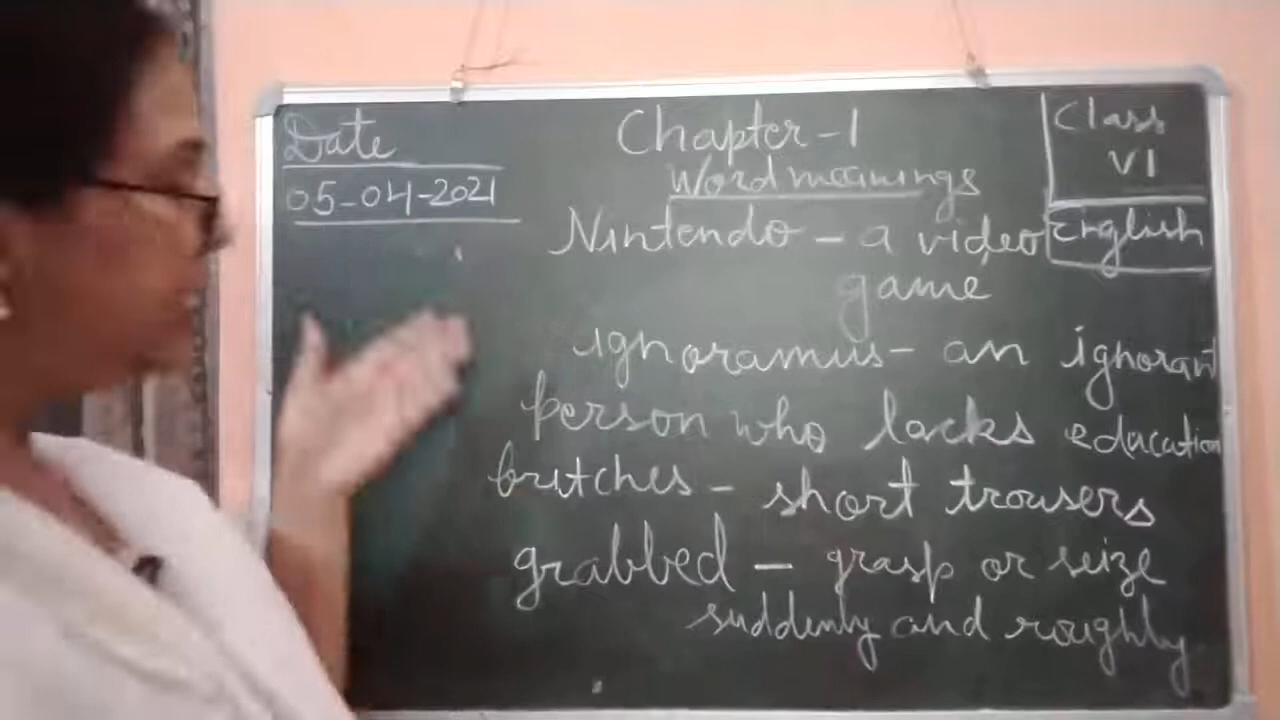 Date
05-04-2021
Chapter-1
Word meanings
Class
VI
English
Nintendo - a video
game
ignoramus - an ignorant
person who lacks education
britches - short trousers
grabbed - grasp or seize
suddenly and roughly